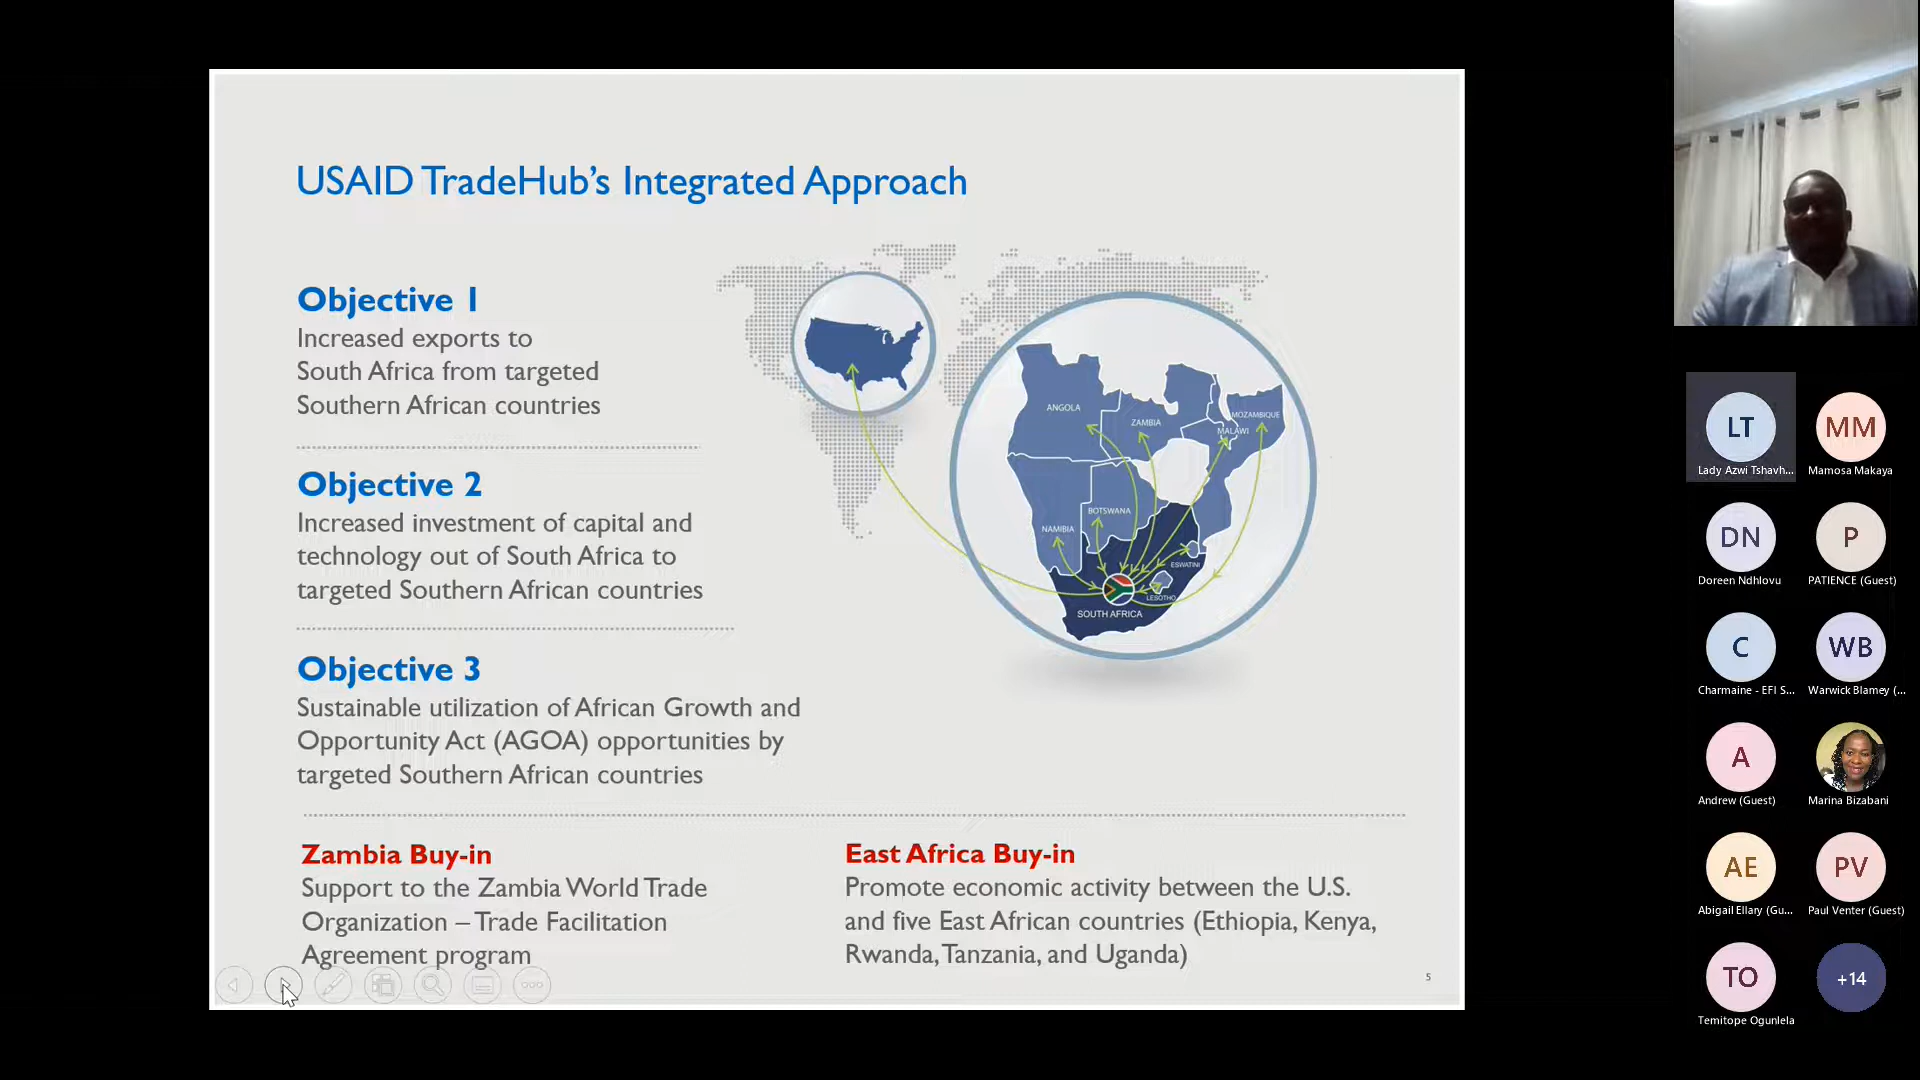 USAID TradeHub's Integrated Approach
Objective 1
Increased exports to
South Africa from targeted
Southern African countries
Objective 2
Increased investment of capital and
technology out of South Africa to
targeted Southern African countries
Objective 3
Sustainable utilization of African Growth and
Opportunity Act (AGOA) opportunities by
targeted Southern African countries
ANGOLA
ZAMBIA
MOZAMBIQUE
MALAWI
BOTSWANA
NAMIBIA
ESWATINI
LESOTHO
SOUTH AFRICA
Zambia Buy-in
Support to the Zambia World Trade
Organization – Trade Facilitation
Agreement program
East Africa Buy-in
Promote economic activity between the U.S.
and five East African countries (Ethiopia, Kenya,
Rwanda, Tanzania, and Uganda)
5
LT
Lady Azwi Tshavh...
MM
Mamosa Makaya
DN
Doreen Ndhlovu
P
PATIENCE (Guest)
C
Charmaine - EFI S...
WB
Warwick Blamey (...
A
Andrew (Guest)
Marina Bizabani
AE
Abigail Ellary (Gu...
PV
Paul Venter (Guest)
TO
Temitope Ogunlela
+14